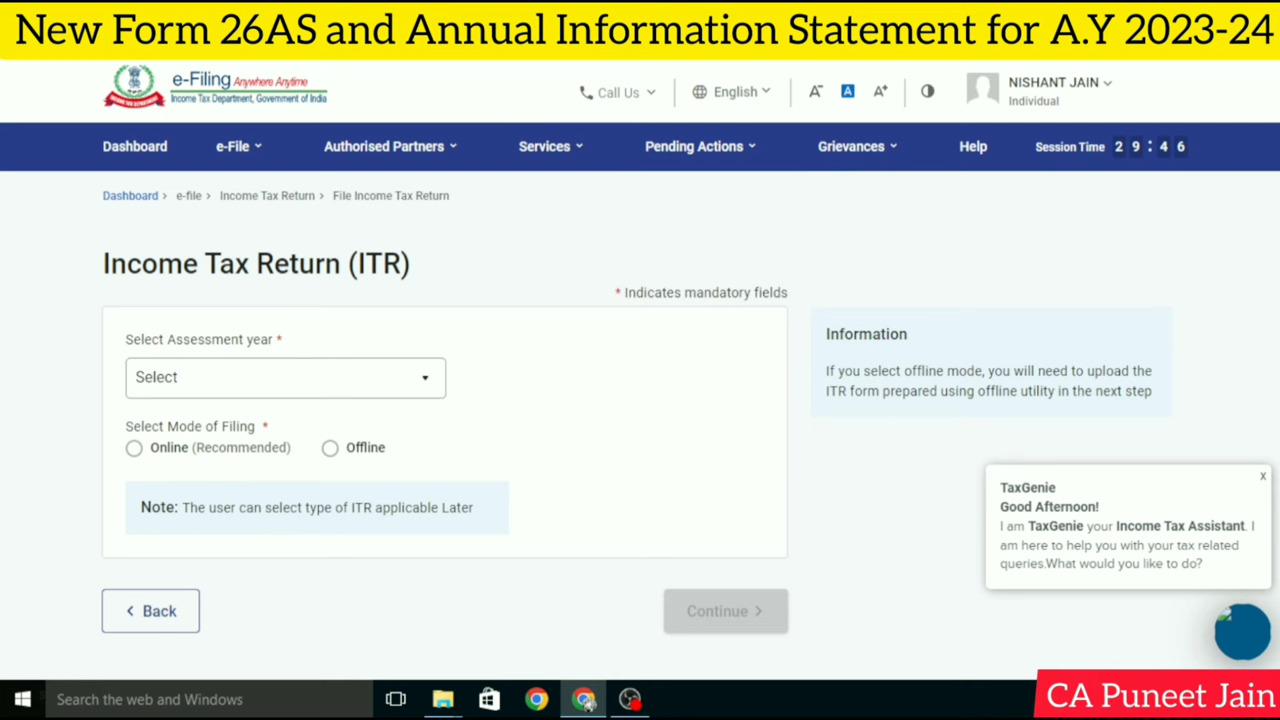 New Form 26AS and Annual Information Statement for A.Y 2023-24
e-Filing Anywhere Anytime
Income Tax Department, Government of India
Call Us
English
A-
A
A+
NISHANT JAIN
Individual
Dashboard
e-File
Authorised Partners
Services
Pending Actions
Grievances
Help
Session Time 2 9 : 4 6
Dashboard > e-file > Income Tax Return > File Income Tax Return
Income Tax Return (ITR)
* Indicates mandatory fields
Select Assessment year *
Select
Select Mode of Filing *
Online (Recommended)
Offline
Note: The user can select type of ITR applicable Later
< Back
Continue >
Information
If you select offline mode, you will need to upload the
ITR form prepared using offline utility in the next step
x
TaxGenie
Good Afternoon!
I am TaxGenie your Income Tax Assistant. I
am here to help you with your tax related
queries.What would you like to do?
Search the web and Windows
CA Puneet Jain